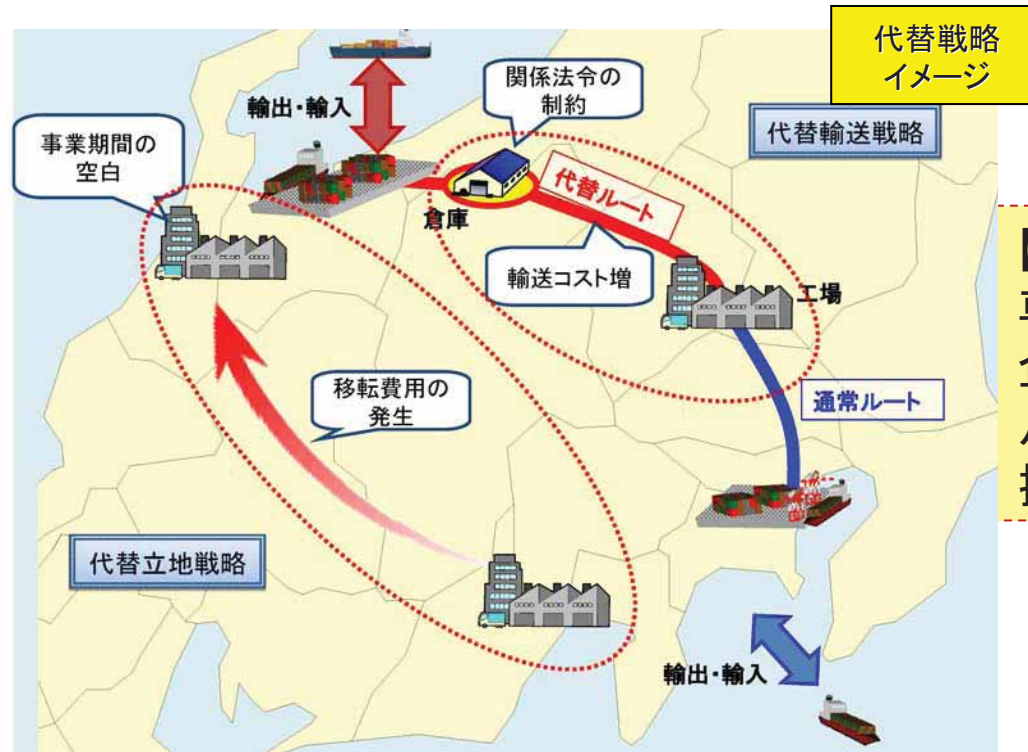 代替戦略
イメージ
関係法令の
制約
輸出・輸入
代替輸送戦略
事業期間の
空白
代替ルート
倉庫
輸送コスト増
工場
移転費用の
発生
通常ルート
代替立地戦略
輸出・輸入